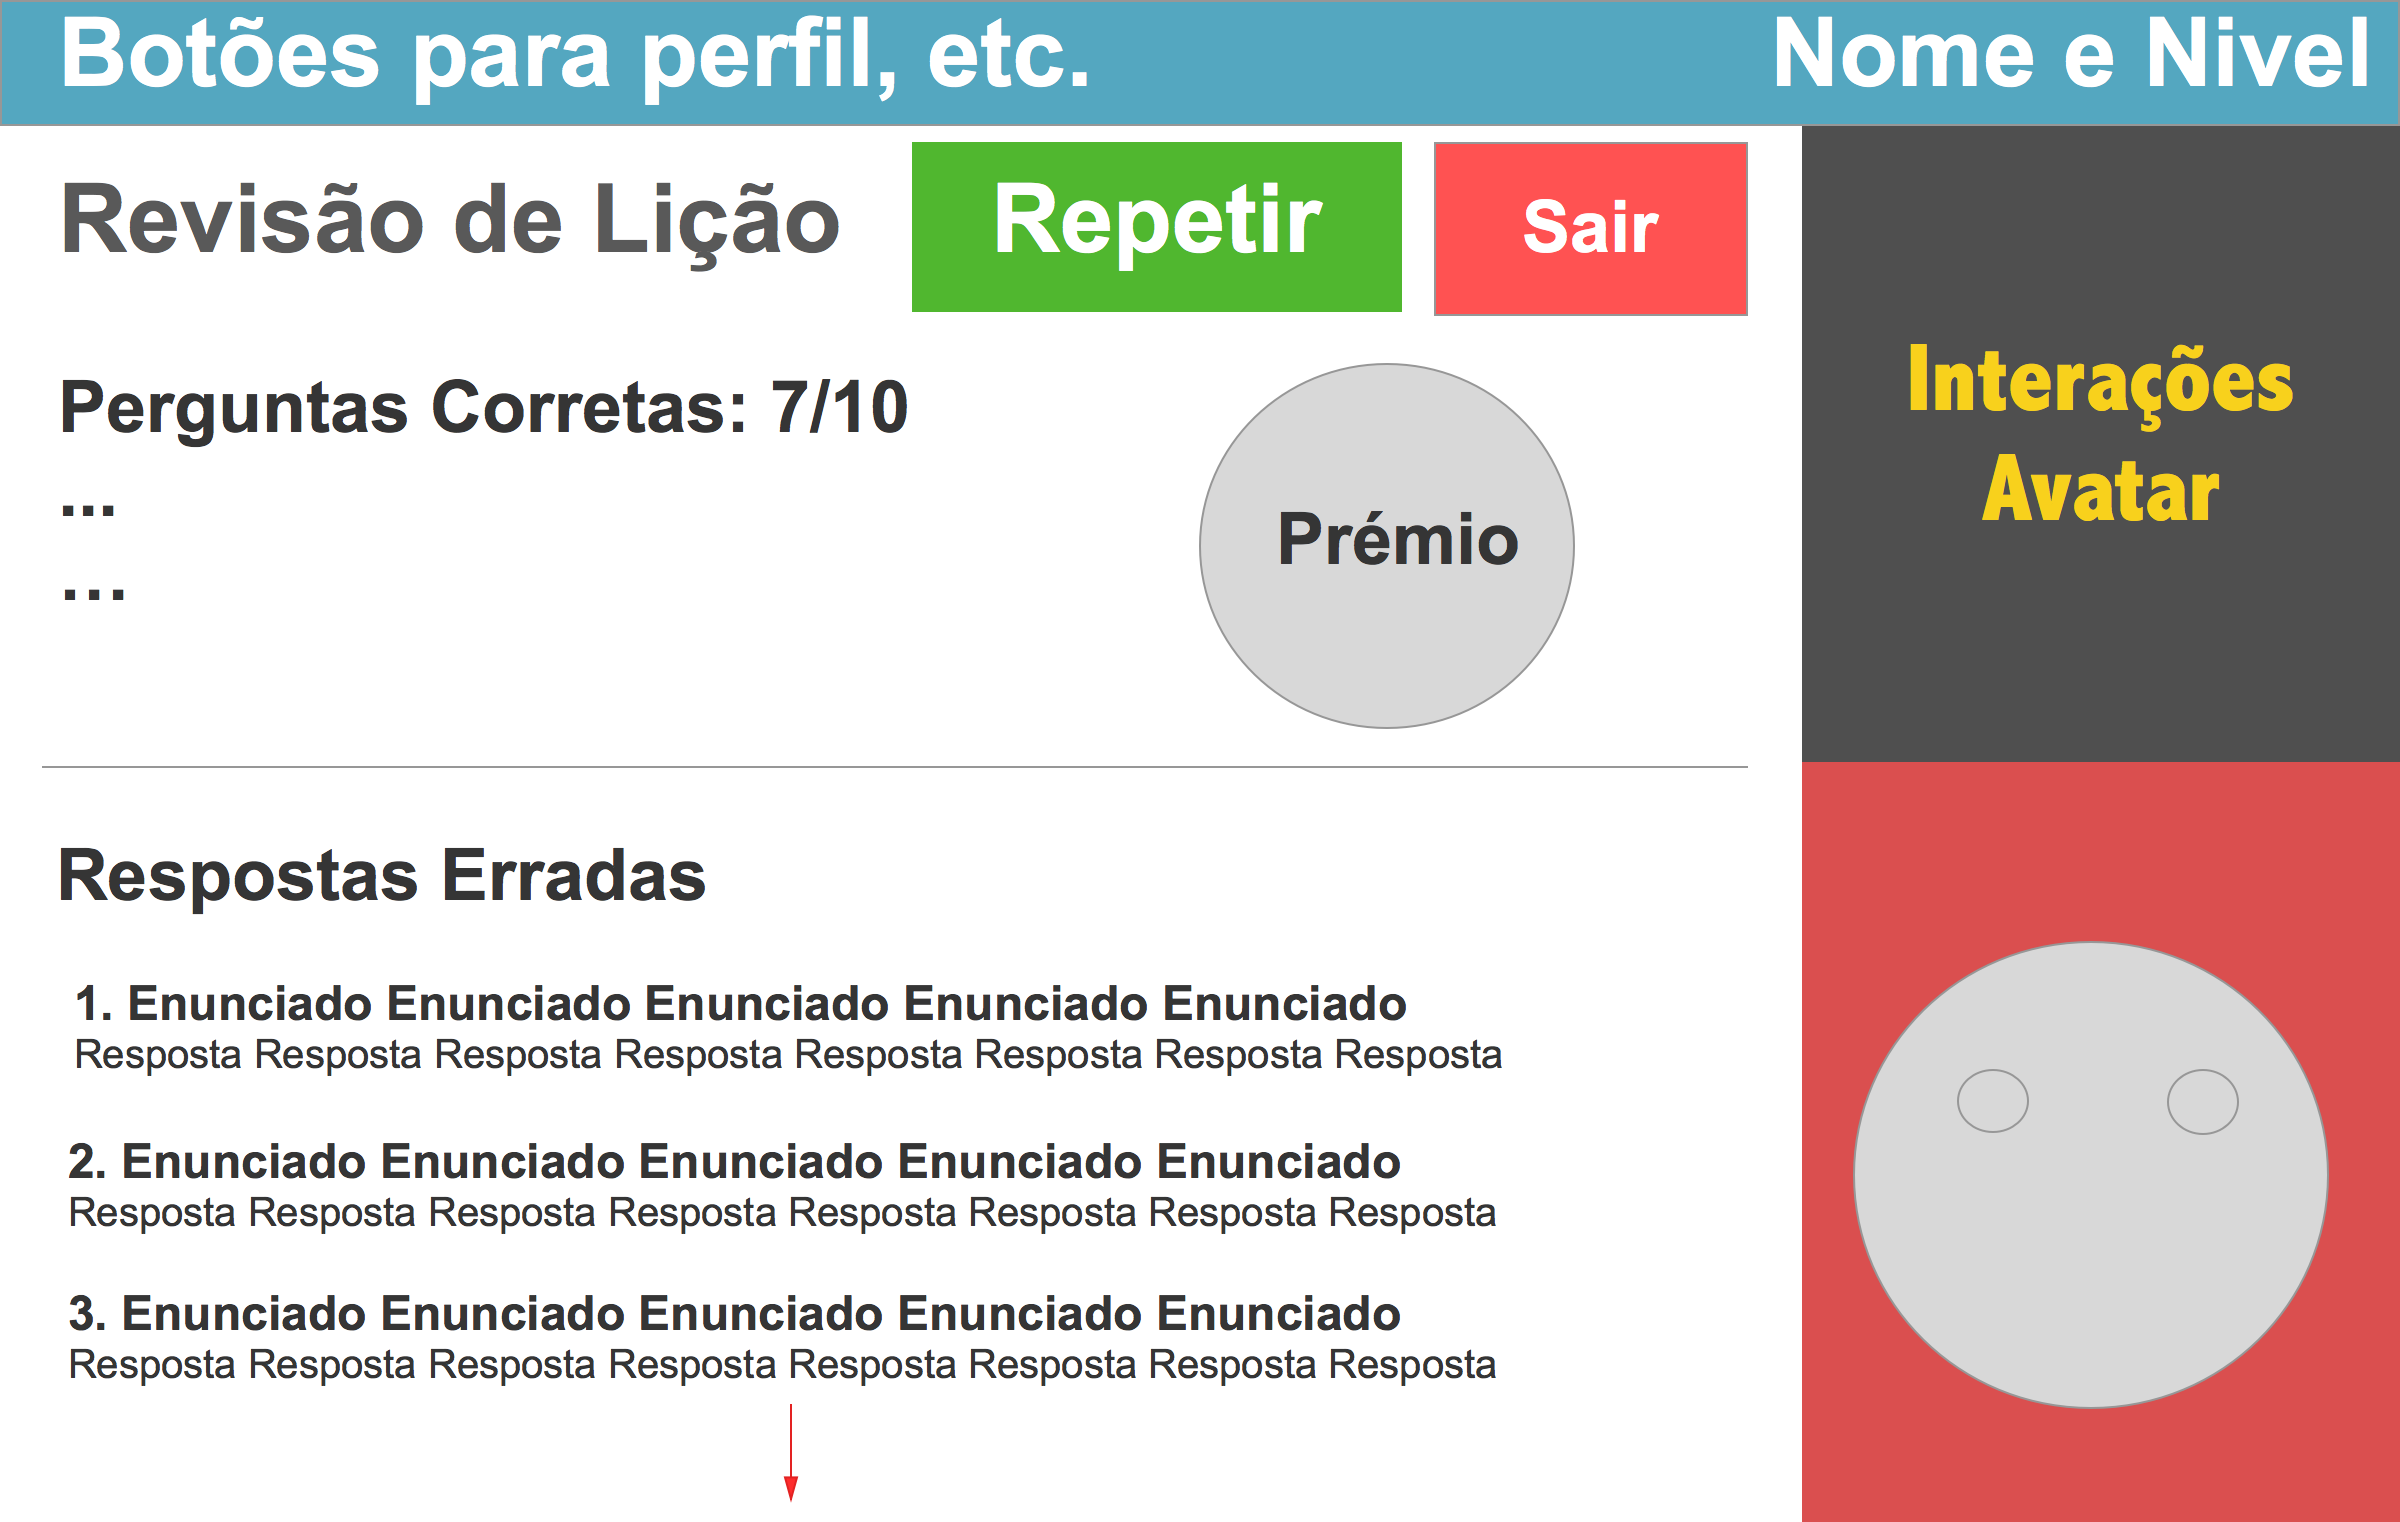 Botões para perfil, etc.
Nome e Nivel
Revisão de Lição
Repetir
Sair
Perguntas Corretas: 7/10
...
...
Prémio
Interações
Avatar
Respostas Erradas
1. Enunciado Enunciado Enunciado Enunciado Enunciado
Resposta Resposta Resposta Resposta Resposta Resposta Resposta Resposta
2. Enunciado Enunciado Enunciado Enunciado Enunciado
Resposta Resposta Resposta Resposta Resposta Resposta Resposta Resposta
3. Enunciado Enunciado Enunciado Enunciado Enunciado
Resposta Resposta Resposta Resposta Resposta Resposta Resposta Resposta